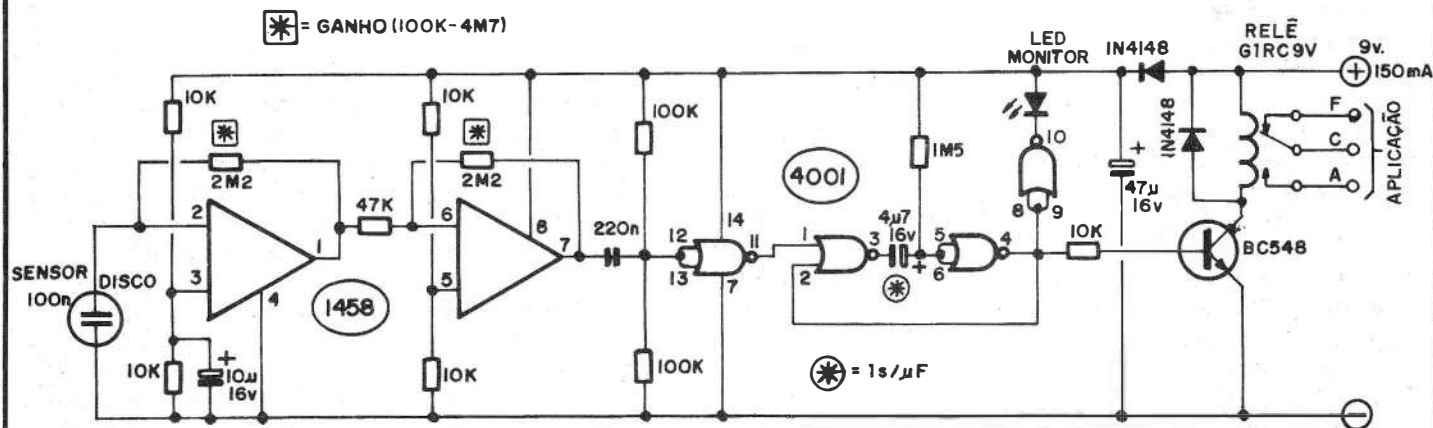 ✳ = GANHO (100K-4M7)
10K
✳
2M2
2
3
1
4
SENSOR
100n
DISCO
1458
10K
+
10µ
16v
47K
10K
✳
2M2
6
5
8
7
10K
220n
100K
100K
12
13
14
11
7
4001
1
2
3
4µ7
16v
+
✳
1M5
5
6
4
LED
MONITOR
10
8
9
✳ = 1s/µF
1N4148
+
47µ
16v
10K
1N4148
RELĒ
G1RC9V
BC548
9v.
+
150mA
F
C
A
APLICAÇÃO
−